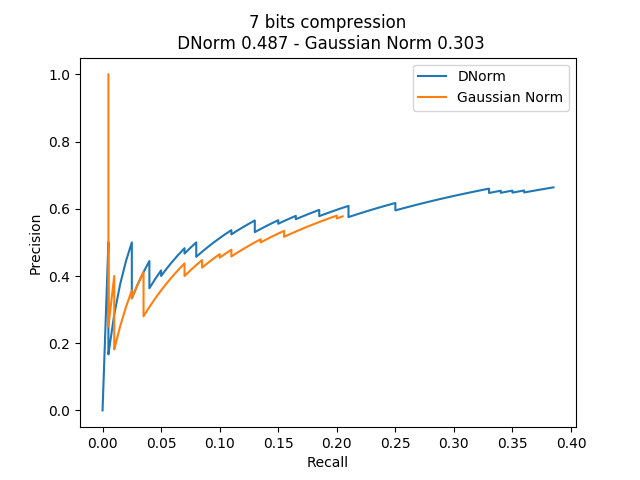 7 bits compression
DNorm 0.487 - Gaussian Norm 0.303
DNorm
Gaussian Norm
1.0
0.8
0.6
0.4
0.2
0.0
Precision
0.00 0.05 0.10 0.15 0.20 0.25 0.30 0.35 0.40
Recall